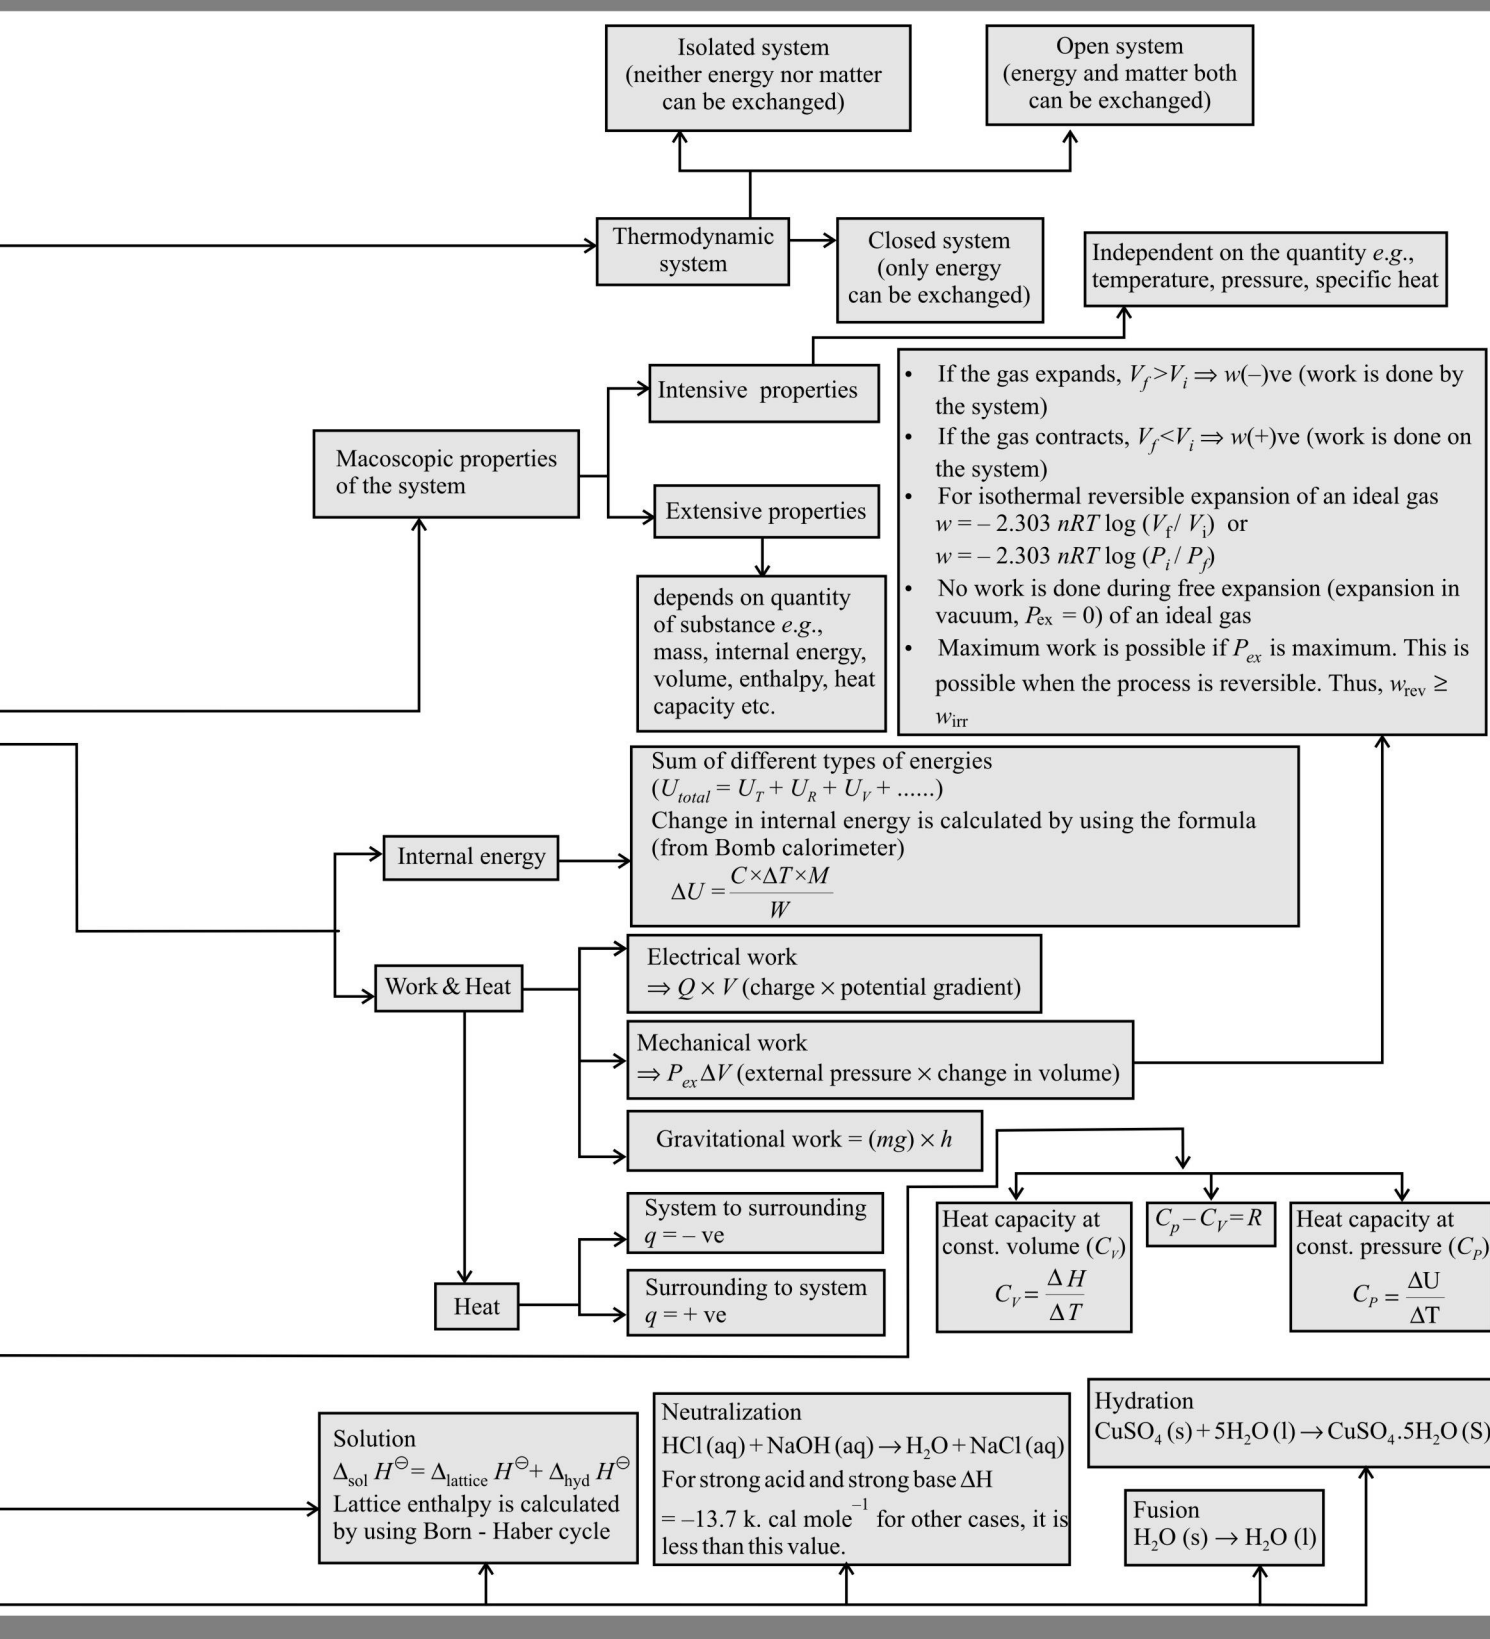 Isolated system
(neither energy nor matter
can be exchanged)
Open system
(energy and matter both
can be exchanged)
Thermodynamic
system
Closed system
(only energy
can be exchanged)
Independent on the quantity e.g.,
temperature, pressure, specific heat
Intensive properties
Macoscopic properties
of the system
Extensive properties
depends on quantity
of substance e.g.,
mass, internal energy,
volume, enthalpy, heat
capacity etc.
• If the gas expands, V_f>V_i ⇒ w(–)ve (work is done by
the system)
• If the gas contracts, V_f<V_i ⇒ w(+)ve (work is done on
the system)
• For isothermal reversible expansion of an ideal gas
w = – 2.303 nRT log (V_f/ V_i) or
w = – 2.303 nRT log (P_i / P_f)
• No work is done during free expansion (expansion in
vacuum, P_ex = 0) of an ideal gas
• Maximum work is possible if P_ex is maximum. This is
possible when the process is reversible. Thus, w_rev ≥
w_irr
Sum of different types of energies
(U_total = U_T + U_R + U_V + ......)
Change in internal energy is calculated by using the formula
(from Bomb calorimeter)
ΔU = C×ΔT×M / W
Internal energy
Work & Heat
Electrical work
⇒ Q × V (charge × potential gradient)
Mechanical work
⇒ P_ex ΔV (external pressure × change in volume)
Gravitational work = (mg) × h
System to surrounding
q = – ve
Heat
Surrounding to system
q = + ve
Heat capacity at
const. volume (C_V)
C_V = Δ H / Δ T
C_p – C_V = R
Heat capacity at
const. pressure (C_P)
C_P = ΔU / ΔT
Solution
Δ_sol H^⊖ = Δ_lattice H^⊖ + Δ_hyd H^⊖
Lattice enthalpy is calculated
by using Born - Haber cycle
Neutralization
HCl (aq) + NaOH (aq) → H₂O + NaCl (aq)
For strong acid and strong base ΔH
= –13.7 k. cal mole⁻¹ for other cases, it is
less than this value.
Hydration
CuSO₄ (s) + 5H₂O (l) → CuSO₄.5H₂O (S)
Fusion
H₂O (s) → H₂O (l)